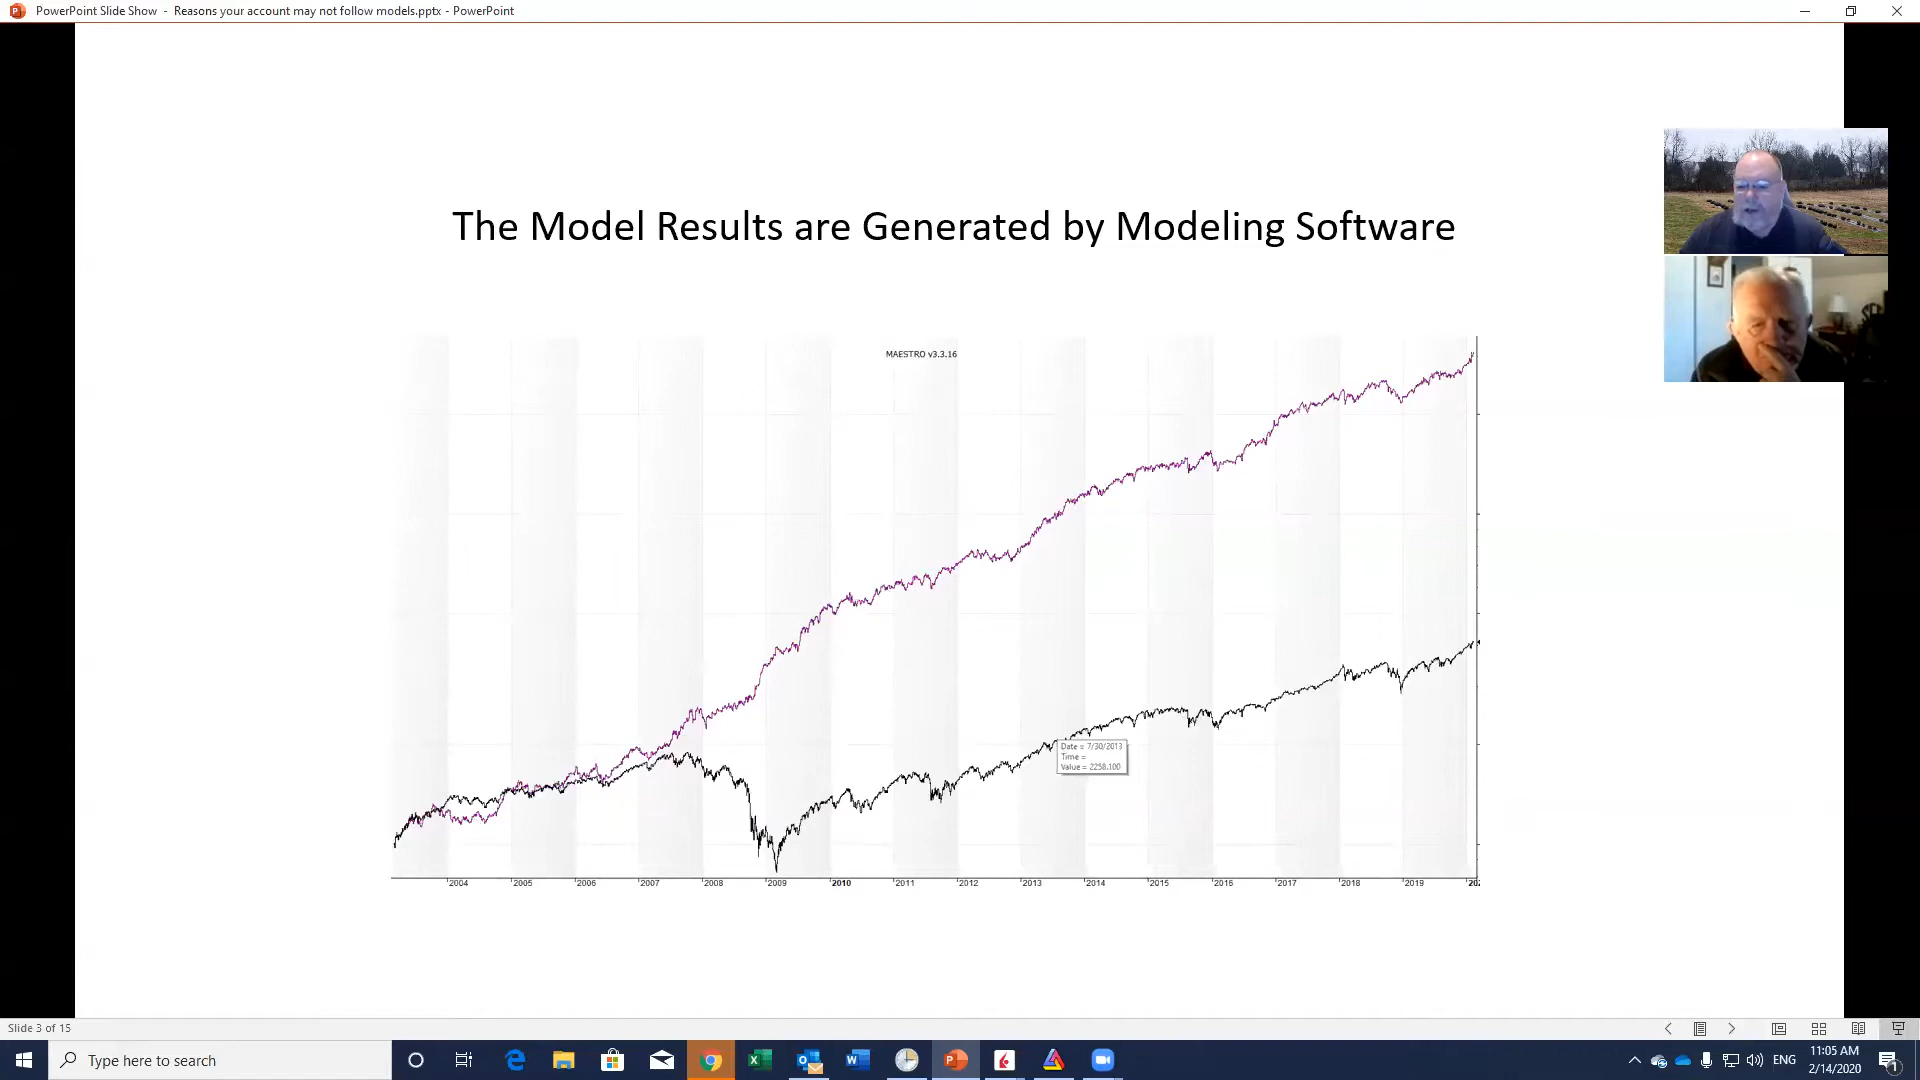 PowerPoint Slide Show - Reasons your account may not follow models.pptx - PowerPoint
The Model Results are Generated by Modeling Software
MAESTRO v3.3.16
Date = 7/30/2013
Time =
Value = 2258.100
2004 2005 2006 2007 2008 2009 2010 2011 2012 2013 2014 2015 2016 2017 2018 2019 20
Slide 3 of 15
Type here to search
ENG
11:05 AM
2/14/2020
1